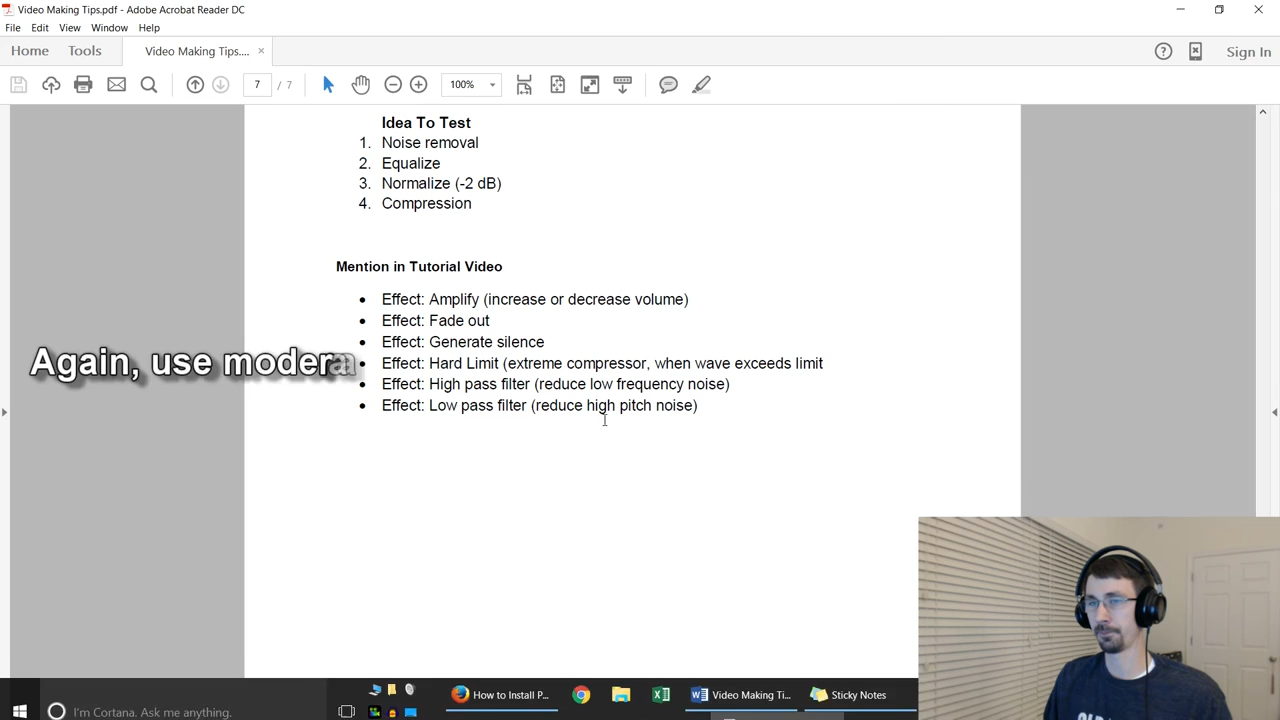 Video Making Tips.pdf - Adobe Acrobat Reader DC
File Edit View Window Help
Home Tools Video Making Tips.... × Sign In
7 / 7 100%
Idea To Test
1. Noise removal
2. Equalize
3. Normalize (-2 dB)
4. Compression
Mention in Tutorial Video
• Effect: Amplify (increase or decrease volume)
• Effect: Fade out
• Effect: Generate silence
Again, use modera
• Effect: Hard Limit (extreme compressor, when wave exceeds limit
• Effect: High pass filter (reduce low frequency noise)
• Effect: Low pass filter (reduce high pitch noise)
How to Install P... Video Making Ti... Sticky Notes
I'm Cortana. Ask me anything.